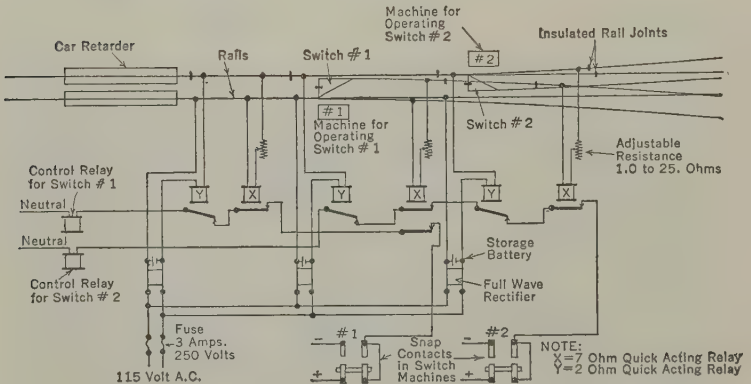 Car Retarder
Rails
Switch #1
Machine for
Operating
Switch #2
#2
Insulated Rail Joints
#1
Machine for
Operating
Switch #1
Switch #2
Adjustable
Resistance
1.0 to 25. Ohms
Control Relay
for Switch #1
Y
X
Y
X
Y
X
Neutral
Neutral
Control Relay
for Switch #2
Storage
Battery
Full Wave
Rectifier
Fuse
3 Amps.
250 Volts
115 Volt A.C.
#1
Snap
Contacts
in Switch
Machines
#2
-
+
-
+
NOTE:
X=7 Ohm Quick Acting Relay
Y=2 Ohm Quick Acting Relay